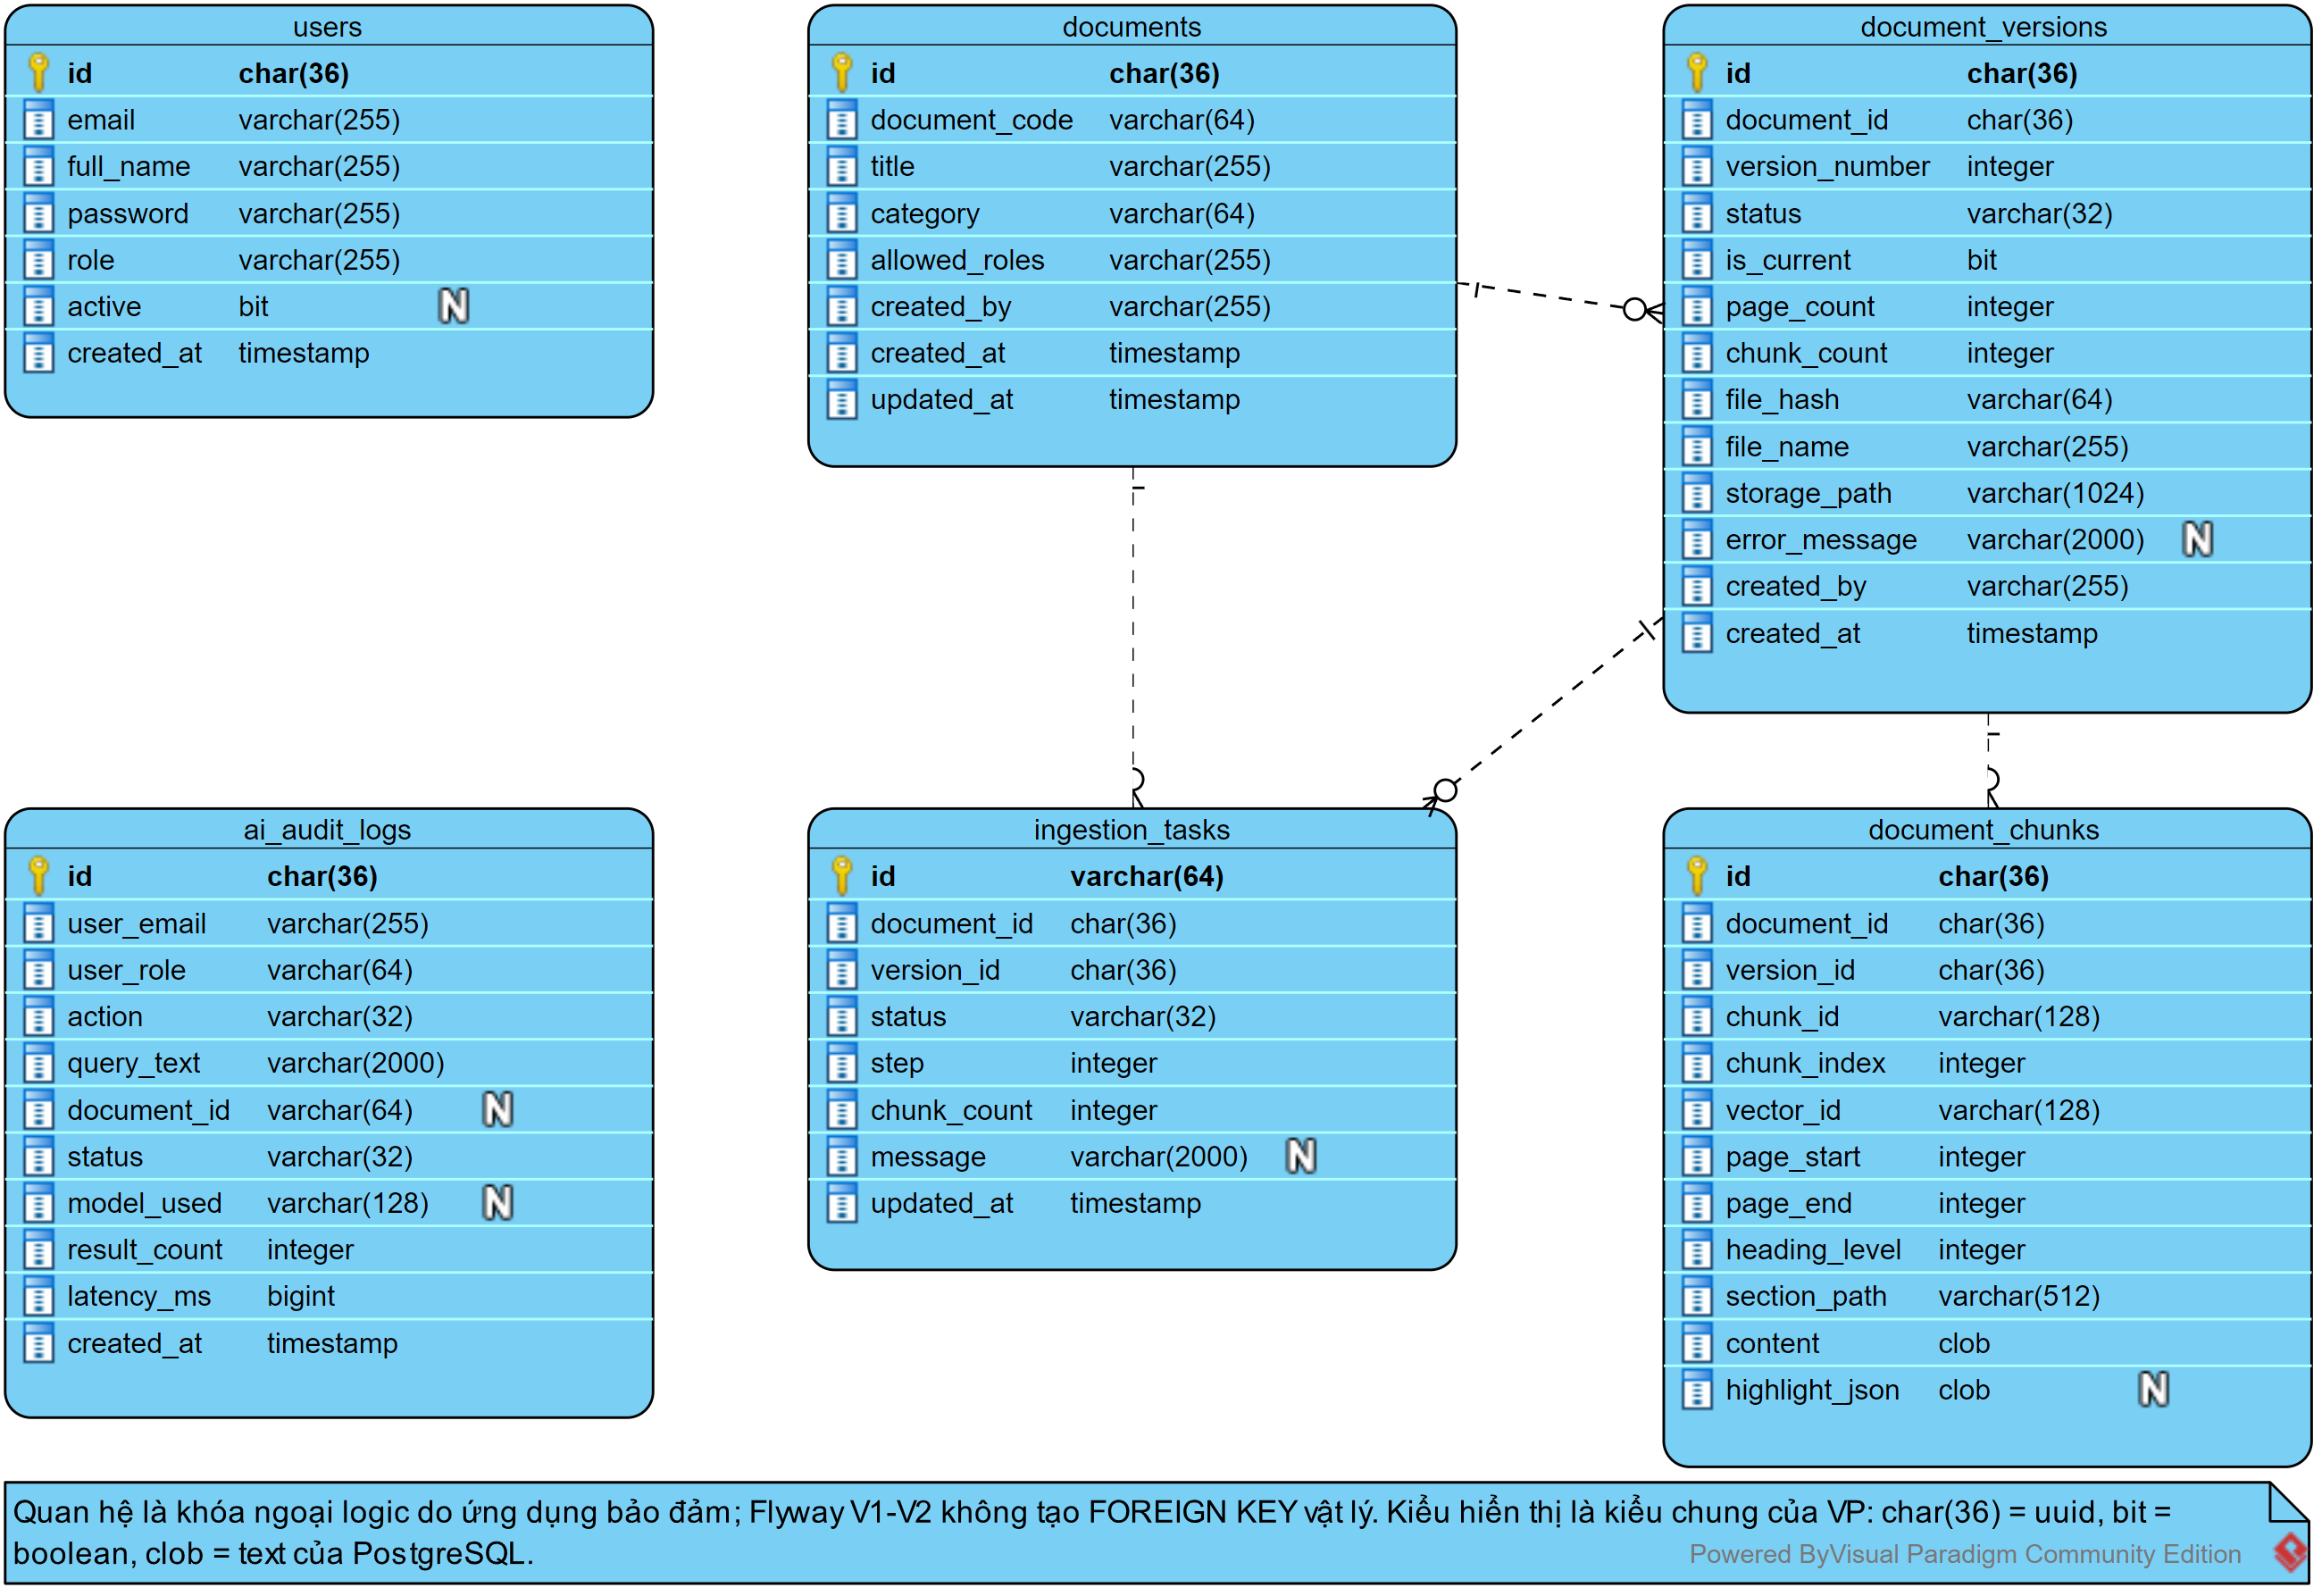 users
id char(36)
email varchar(255)
full_name varchar(255)
password varchar(255)
role varchar(255)
active bit N
created_at timestamp
documents
id char(36)
document_code varchar(64)
title varchar(255)
category varchar(64)
allowed_roles varchar(255)
created_by varchar(255)
created_at timestamp
updated_at timestamp
document_versions
id char(36)
document_id char(36)
version_number integer
status varchar(32)
is_current bit
page_count integer
chunk_count integer
file_hash varchar(64)
file_name varchar(255)
storage_path varchar(1024)
error_message varchar(2000) N
created_by varchar(255)
created_at timestamp
ai_audit_logs
id char(36)
user_email varchar(255)
user_role varchar(64)
action varchar(32)
query_text varchar(2000)
document_id varchar(64) N
status varchar(32)
model_used varchar(128) N
result_count integer
latency_ms bigint
created_at timestamp
ingestion_tasks
id varchar(64)
document_id char(36)
version_id char(36)
status varchar(32)
step integer
chunk_count integer
message varchar(2000) N
updated_at timestamp
document_chunks
id char(36)
document_id char(36)
version_id char(36)
chunk_id varchar(128)
chunk_index integer
vector_id varchar(128)
page_start integer
page_end integer
heading_level integer
section_path varchar(512)
content clob
highlight_json clob N
Quan hệ là khóa ngoại logic do ứng dụng bảo đảm; Flyway V1-V2 không tạo FOREIGN KEY vật lý. Kiểu hiển thị là kiểu chung của VP: char(36) = uuid, bit =
boolean, clob = text của PostgreSQL.
Powered ByVisual Paradigm Community Edition